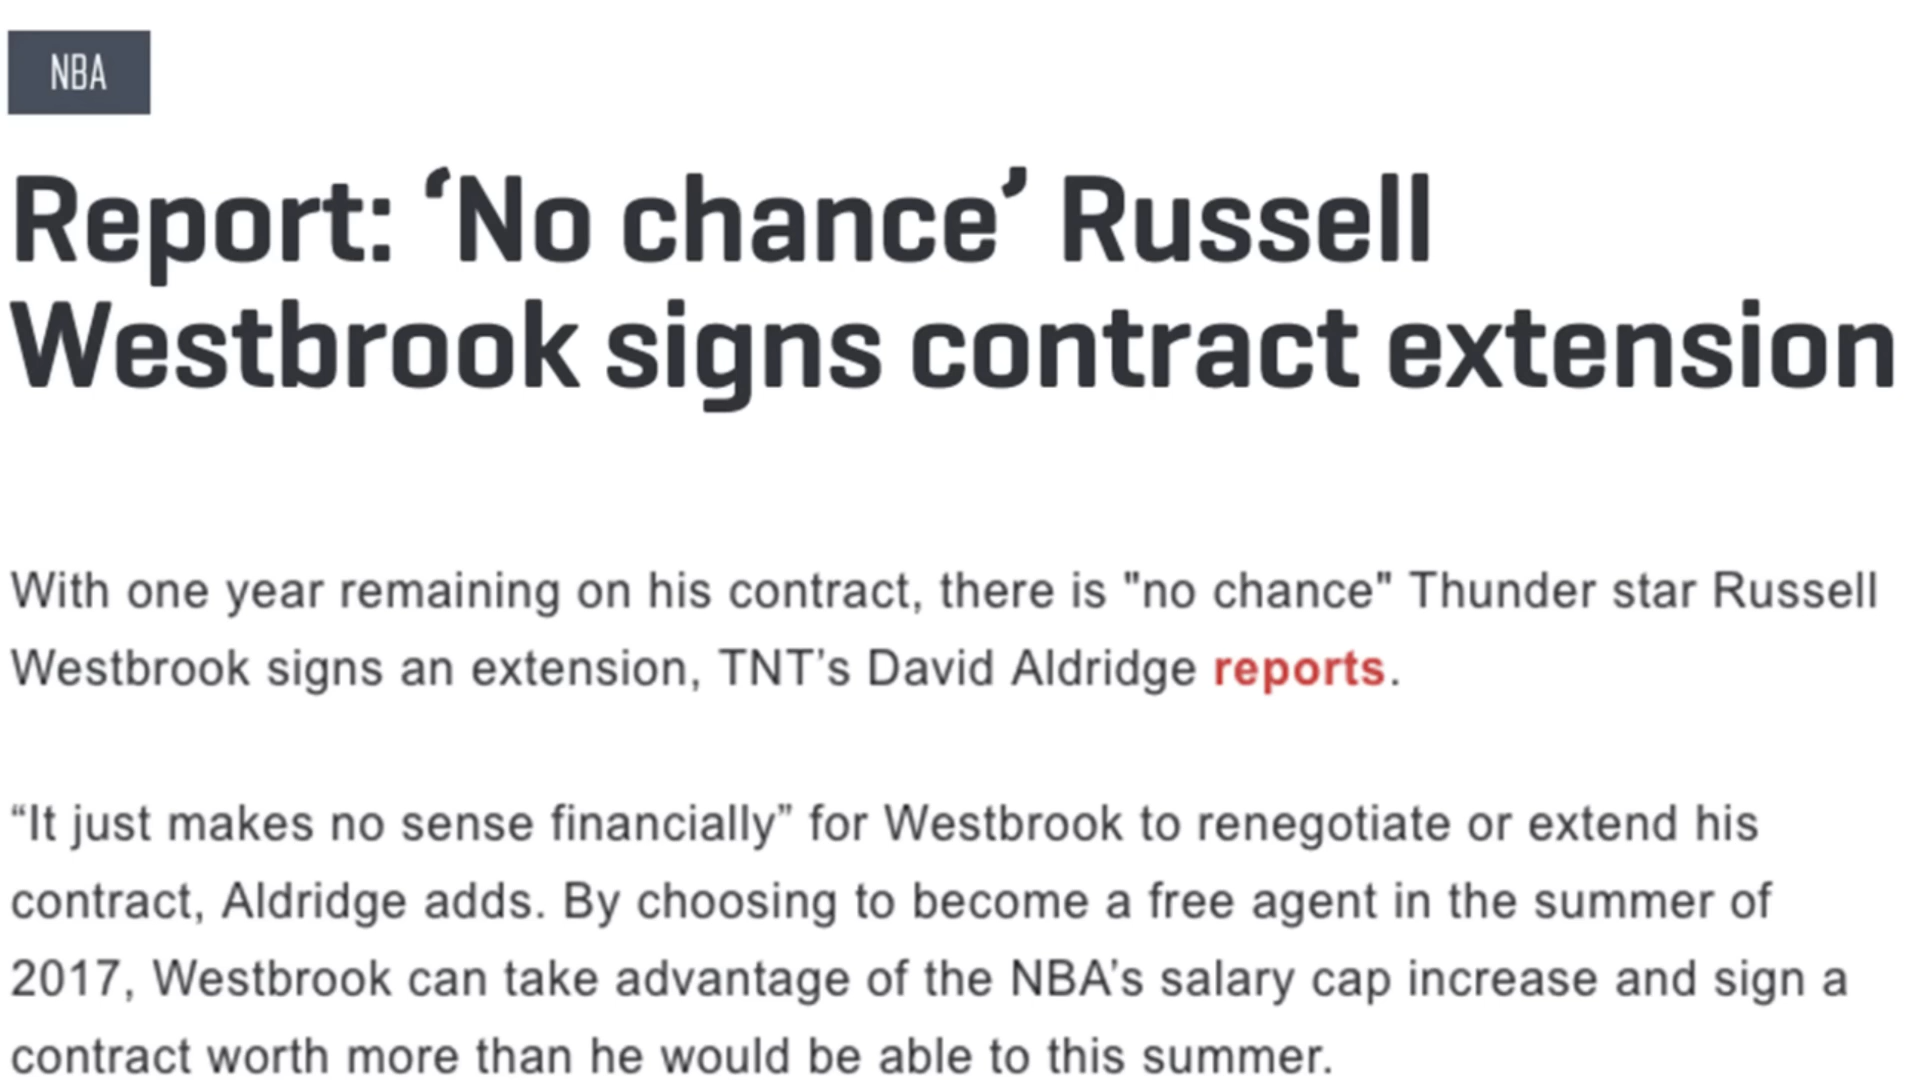 NBA
Report: ‘No chance’ Russell
Westbrook signs contract extension
With one year remaining on his contract, there is "no chance" Thunder star Russell
Westbrook signs an extension, TNT’s David Aldridge reports.
“It just makes no sense financially” for Westbrook to renegotiate or extend his
contract, Aldridge adds. By choosing to become a free agent in the summer of
2017, Westbrook can take advantage of the NBA’s salary cap increase and sign a
contract worth more than he would be able to this summer.